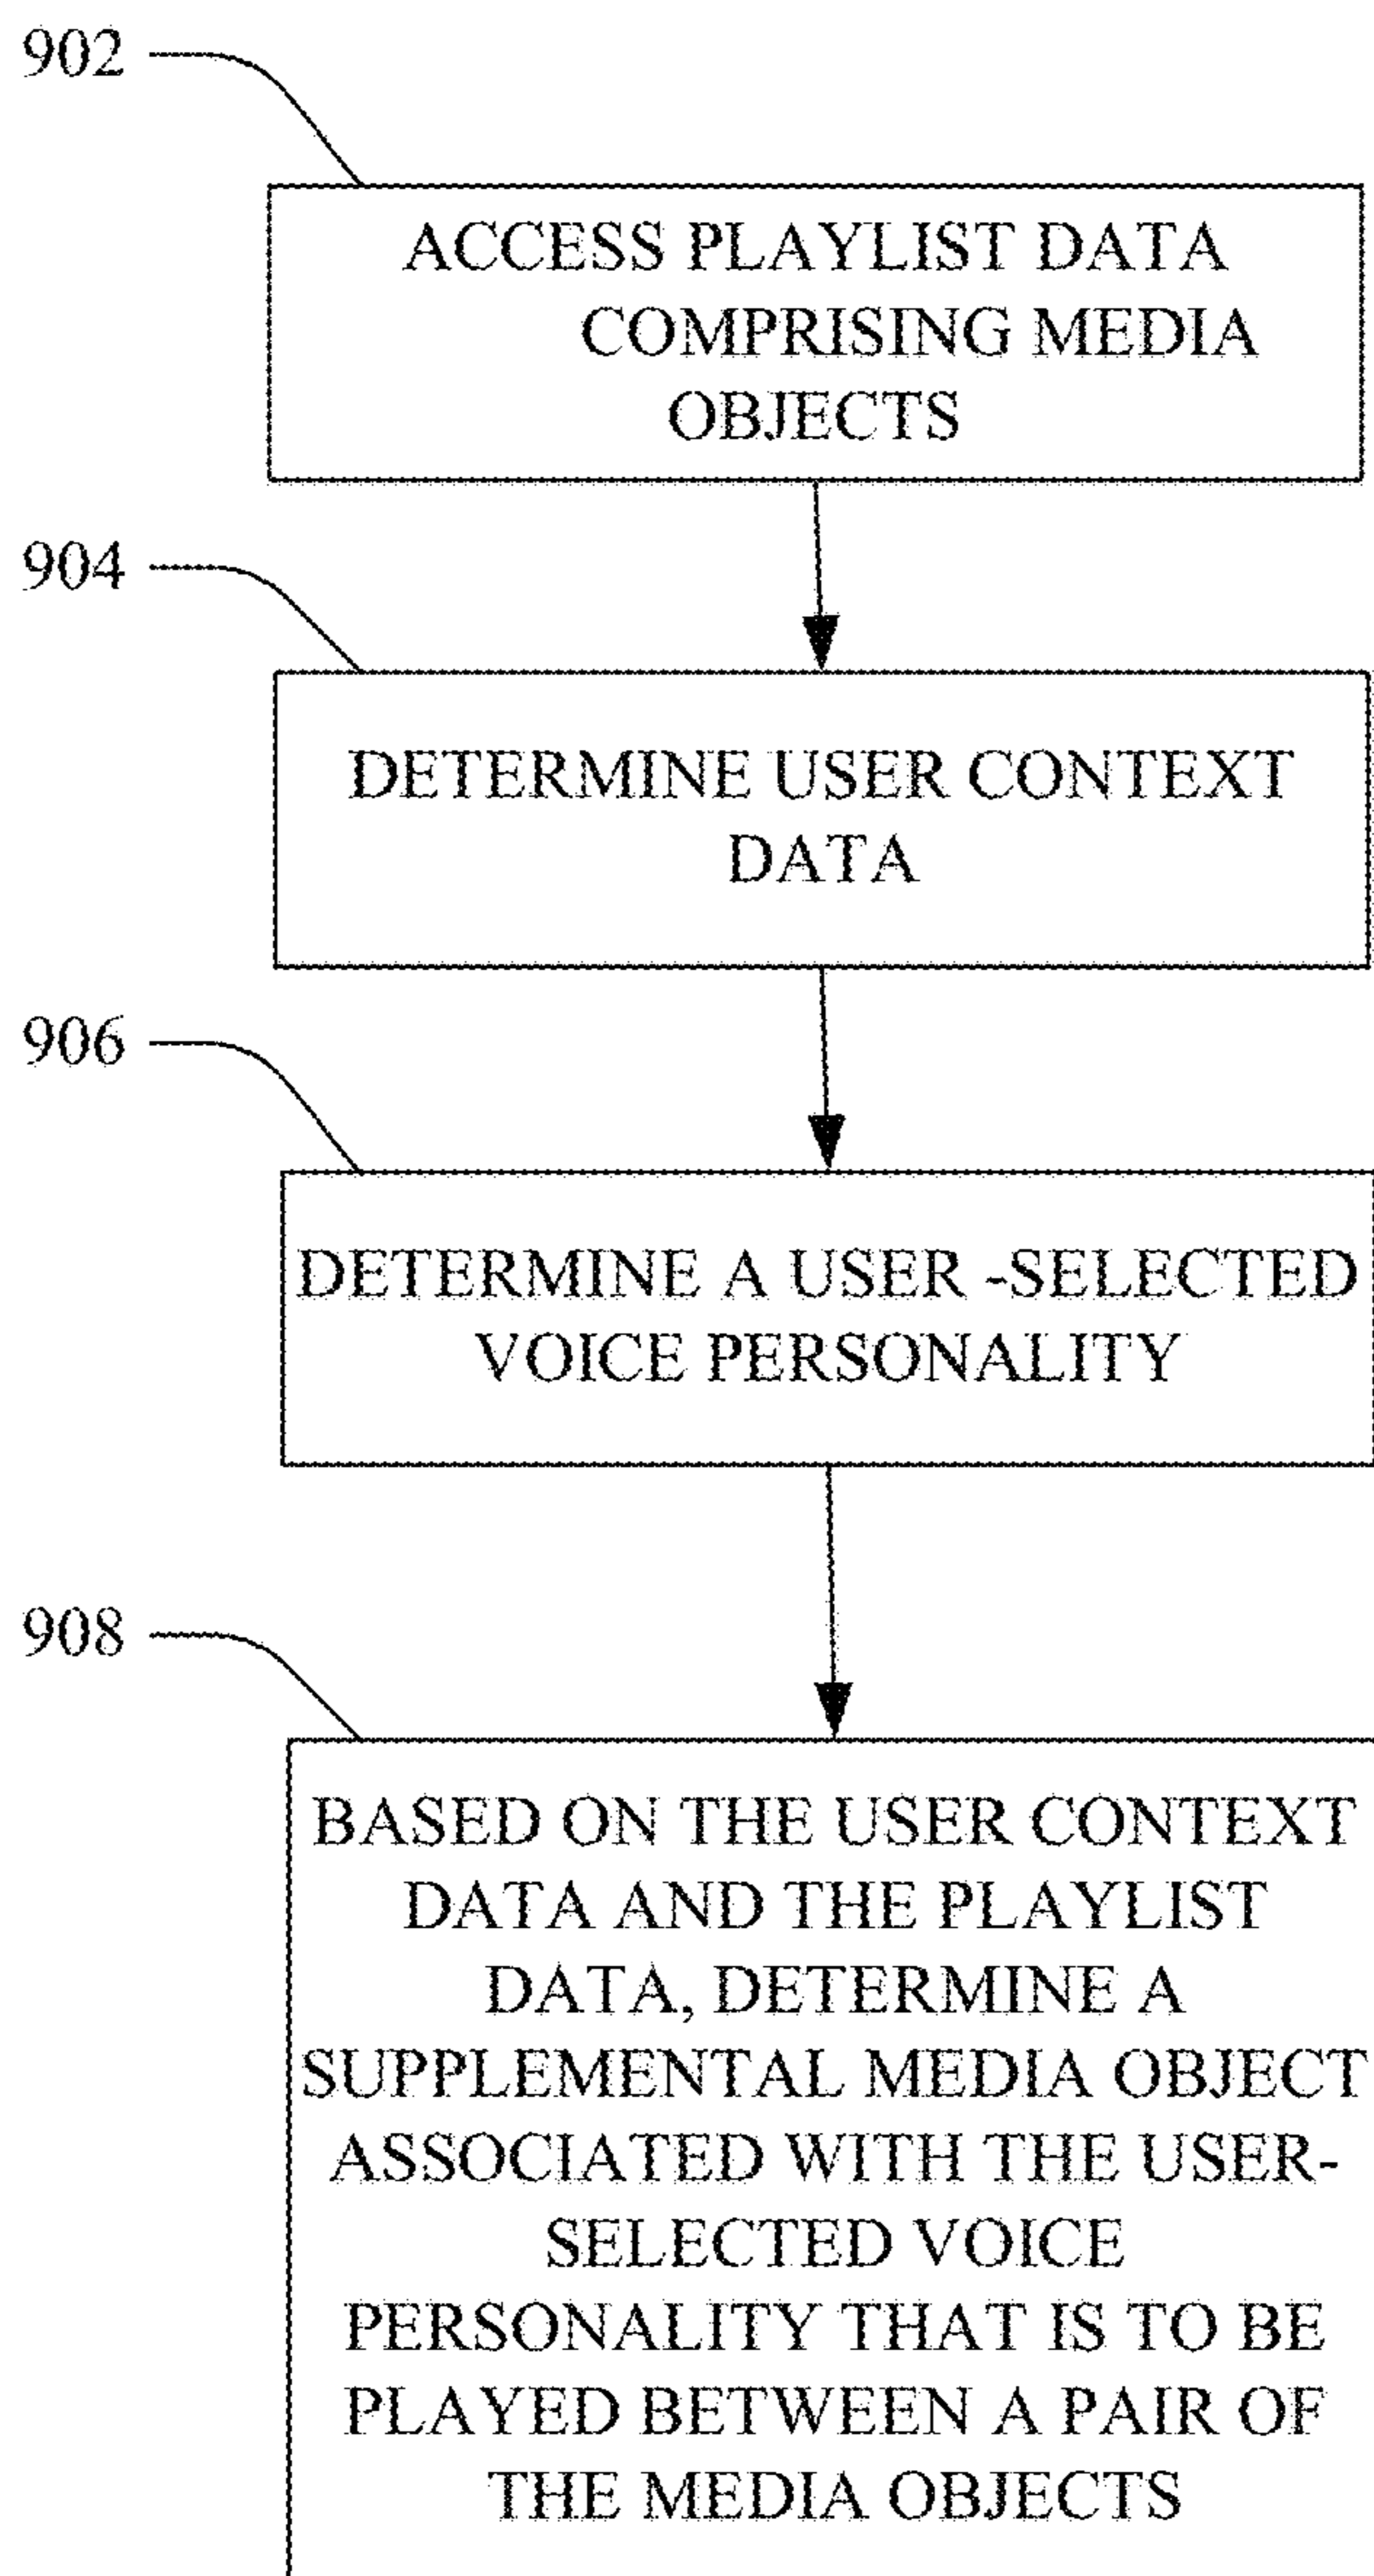 902
ACCESS PLAYLIST DATA
COMPRISING MEDIA
OBJECTS
904
DETERMINE USER CONTEXT
DATA
906
DETERMINE A USER -SELECTED
VOICE PERSONALITY
908
BASED ON THE USER CONTEXT
DATA AND THE PLAYLIST
DATA, DETERMINE A
SUPPLEMENTAL MEDIA OBJECT
ASSOCIATED WITH THE USER-
SELECTED VOICE
PERSONALITY THAT IS TO BE
PLAYED BETWEEN A PAIR OF
THE MEDIA OBJECTS